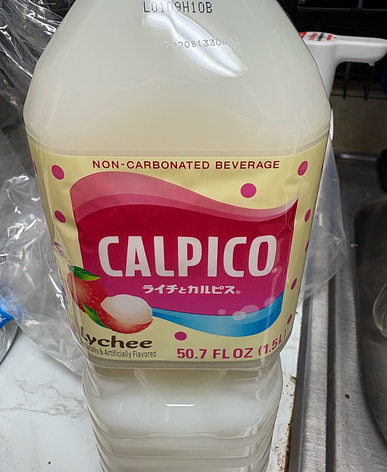 L0109H10B
NON-CARBONATED BEVERAGE
CALPICO®
ライチとカルピス®
Lychee
& Artificially Flavored
50.7 FL OZ (1.5L)